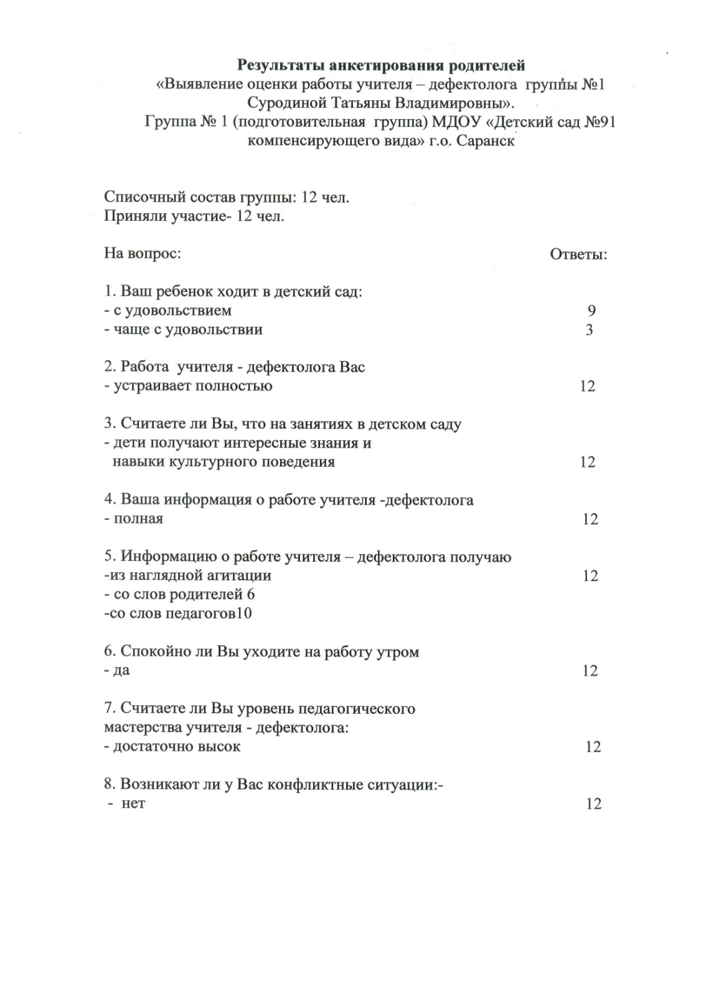 Результаты анкетирования родителей
«Выявление оценки работы учителя – дефектолога группы №1
Суродиной Татьяны Владимировны».
Группа № 1 (подготовительная группа) МДОУ «Детский сад №91
компенсирующего вида» г.о. Саранск
Списочный состав группы: 12 чел.
Приняли участие- 12 чел.
На вопрос: Ответы:
1. Ваш ребенок ходит в детский сад:
- с удовольствием 9
- чаще с удовольствии 3
2. Работа учителя - дефектолога Вас
- устраивает полностью 12
3. Считаете ли Вы, что на занятиях в детском саду
- дети получают интересные знания и
навыки культурного поведения 12
4. Ваша информация о работе учителя -дефектолога
- полная 12
5. Информацию о работе учителя – дефектолога получаю
-из наглядной агитации 12
- со слов родителей 6
-со слов педагогов10
6. Спокойно ли Вы уходите на работу утром
- да 12
7. Считаете ли Вы уровень педагогического
мастерства учителя - дефектолога:
- достаточно высок 12
8. Возникают ли у Вас конфликтные ситуации:-
- нет 12